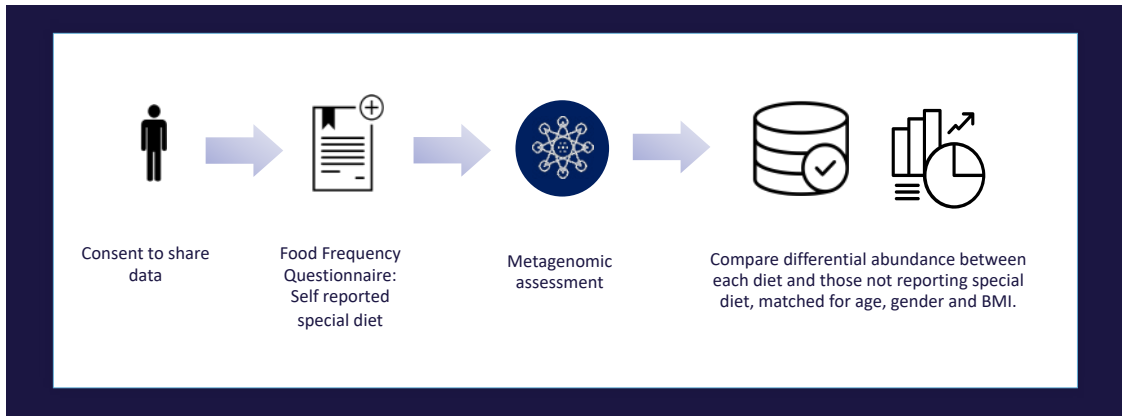 Consent to share
data
Food Frequency
Questionnaire:
Self reported
special diet
Metagenomic
assessment
Compare differential abundance between
each diet and those not reporting special
diet, matched for age, gender and BMI.